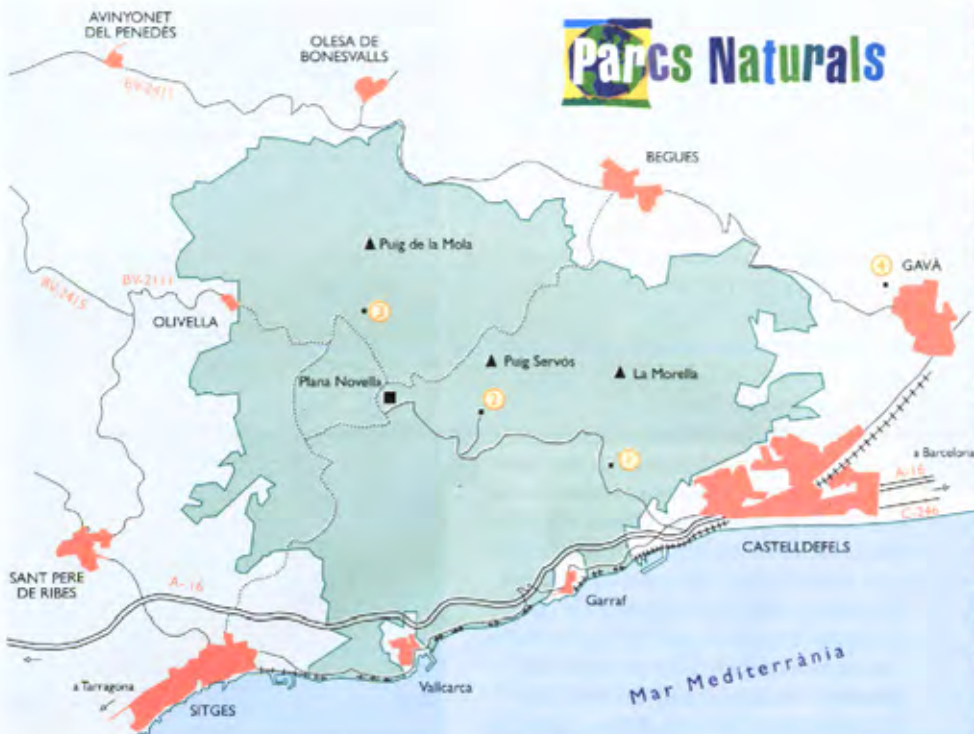 AVINYONET
DEL PENEDÈS
OLESA DE
BONESVALLS
Parcs Naturals
BV-2411
BEGUES
Puig de la Mola
4
GAVÀ
BV-2415
BV-2111
OLIVELLA
3
Puig Servós
La Morella
Plana Novella
2
a Barcelona
A-16
C-246
SANT PERE
DE RIBES
A-16
CASTELLDEFELS
Garraf
Mar Mediterrània
a Tarragona
SITGES
Vallcarca